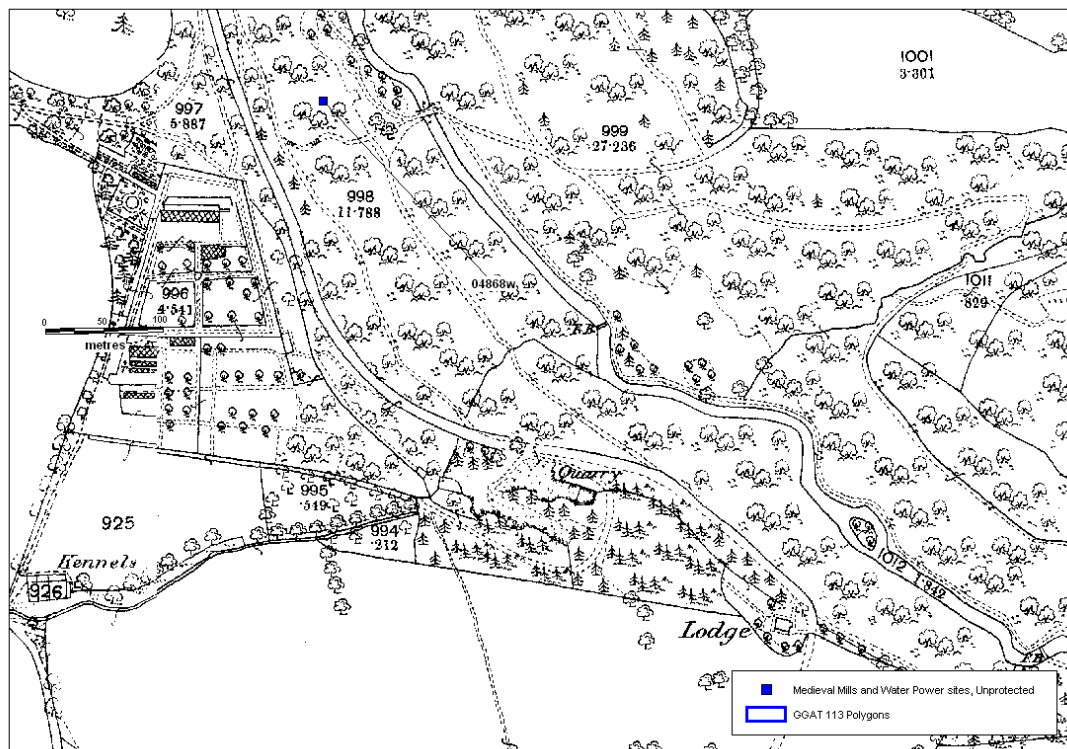 1001
3·301
997
5·887
999
27·236
998
11·788
04868w
1011
·829
996
4·541
0 50 100
metres
F.B.
Quarry
995
·519
925
994
·212
Kennels
926
1012 1·842
Lodge
F.B.
Medieval Mills and Water Power sites, Unprotected
GGAT 113 Polygons